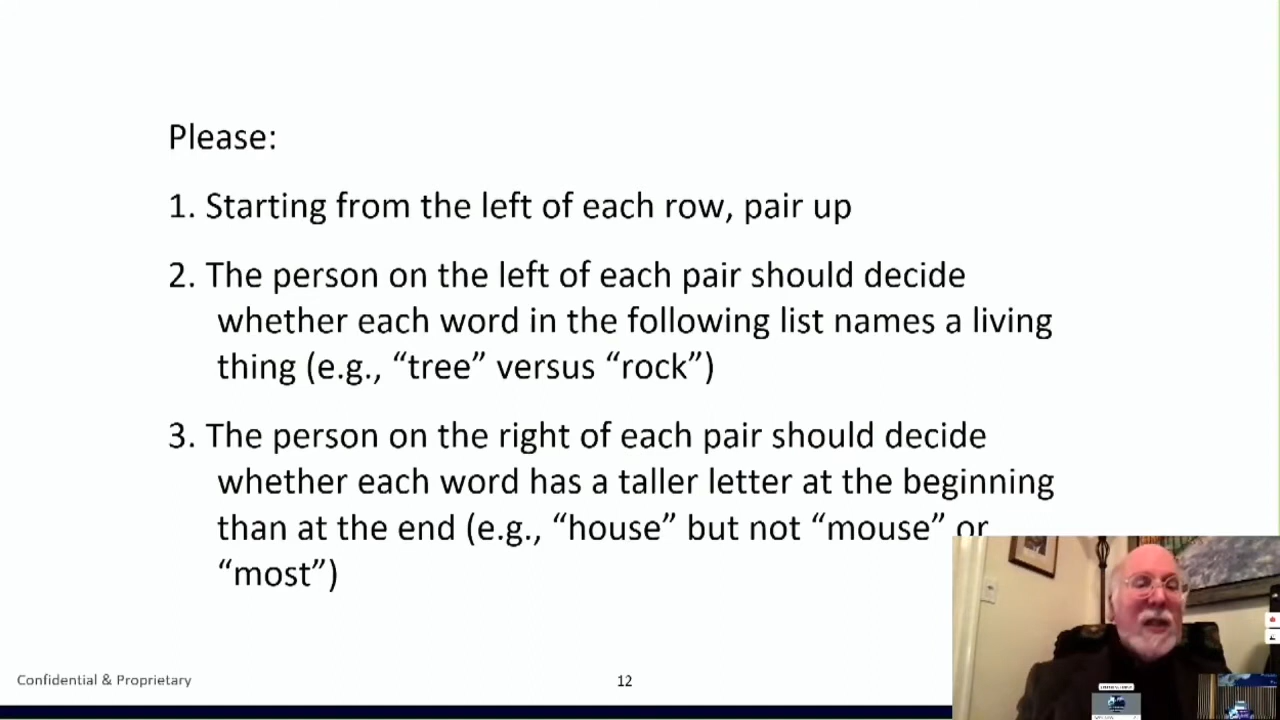 Please:
1. Starting from the left of each row, pair up
2. The person on the left of each pair should decide
whether each word in the following list names a living
thing (e.g., “tree” versus “rock”)
3. The person on the right of each pair should decide
whether each word has a taller letter at the beginning
than at the end (e.g., “house” but not “mouse” or
“most”)
Confidential & Proprietary
12